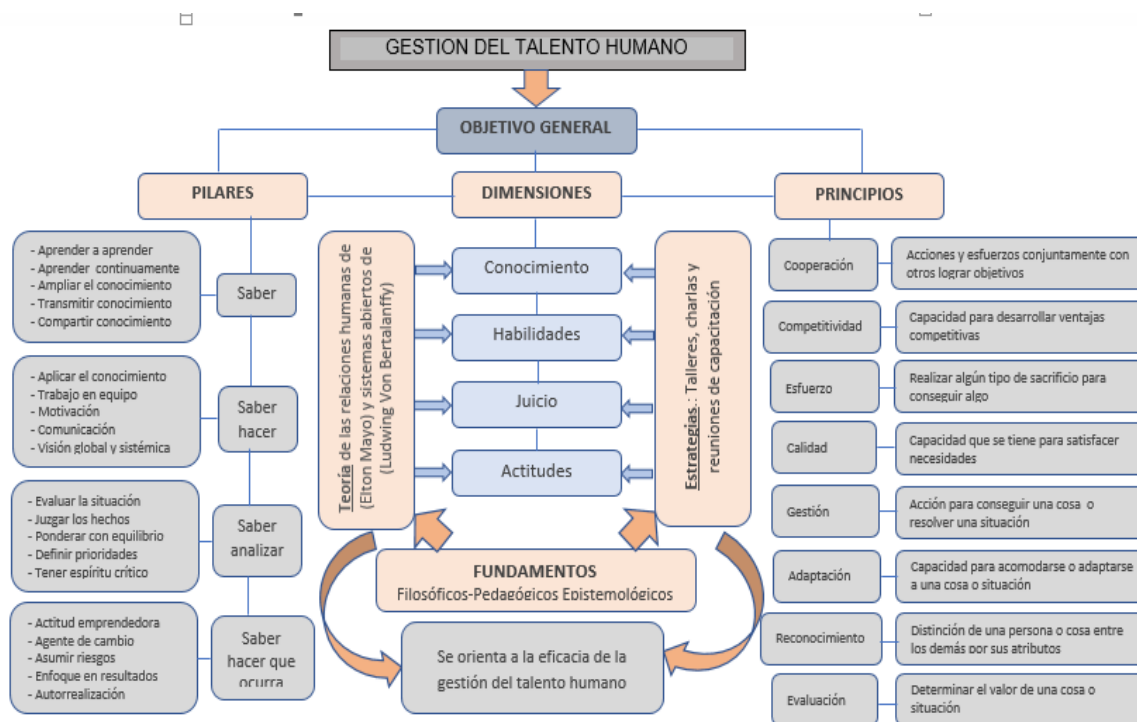 GESTION DEL TALENTO HUMANO
OBJETIVO GENERAL
PILARES
DIMENSIONES
PRINCIPIOS
- Aprender a aprender
- Aprender continuamente
- Ampliar el conocimiento
- Transmitir conocimiento
- Compartir conocimiento
Saber
- Aplicar el conocimiento
- Trabajo en equipo
- Motivación
- Comunicación
- Visión global y sistémica
Saber
hacer
- Evaluar la situación
- Juzgar los hechos
- Ponderar con equilibrio
- Definir prioridades
- Tener espíritu crítico
Saber
analizar
- Actitud emprendedora
- Agente de cambio
- Asumir riesgos
- Enfoque en resultados
- Autorrealización
Saber
hacer que
ocurra
Teoría de las relaciones humanas de
(Elton Mayo) y sistemas abiertos de
(Ludwing Von Bertalanffy)
Conocimiento
Habilidades
Juicio
Actitudes
Estrategias.: Talleres, charlas y
reuniones de capacitación
FUNDAMENTOS
Filosóficos-Pedagógicos Epistemológicos
Se orienta a la eficacia de la
gestión del talento humano
Cooperación
Acciones y esfuerzos conjuntamente con
otros lograr objetivos
Competitividad
Capacidad para desarrollar ventajas
competitivas
Esfuerzo
Realizar algún tipo de sacrificio para
conseguir algo
Calidad
Capacidad que se tiene para satisfacer
necesidades
Gestión
Acción para conseguir una cosa o
resolver una situación
Adaptación
Capacidad para acomodarse o adaptarse
a una cosa o situación
Reconocimiento
Distinción de una persona o cosa entre
los demás por sus atributos
Evaluación
Determinar el valor de una cosa o
situación